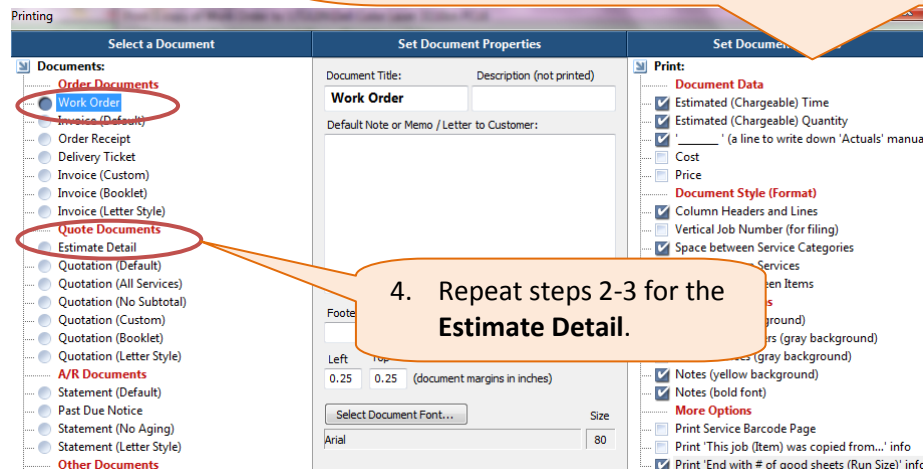 Printing
Select a Document
Documents:
Order Documents
Work Order
Invoice (Default)
Order Receipt
Delivery Ticket
Invoice (Custom)
Invoice (Booklet)
Invoice (Letter Style)
Quote Documents
Estimate Detail
Quotation (Default)
Quotation (All Services)
Quotation (No Subtotal)
Quotation (Custom)
Quotation (Booklet)
Quotation (Letter Style)
A/R Documents
Statement (Default)
Past Due Notice
Statement (No Aging)
Statement (Letter Style)
Other Documents
Set Document Properties
Document Title: Description (not printed)
Work Order
Default Note or Memo / Letter to Customer:
4. Repeat steps 2-3 for the
Estimate Detail.
Foote
Left Top
0.25 0.25 (document margins in inches)
Select Document Font... Size
Arial 80
Set Docume
Print:
Document Data
Estimated (Chargeable) Time
Estimated (Chargeable) Quantity
'______ ' (a line to write down 'Actuals' manua
Cost
Price
Document Style (Format)
Column Headers and Lines
Vertical Job Number (for filing)
Space between Service Categories
Services
een Items
s
ground)
rs (gray background)
(gray background)
Notes (yellow background)
Notes (bold font)
More Options
Print Service Barcode Page
Print 'This job (Item) was copied from...' info
Print 'End with # of good sheets (Run Size)' info